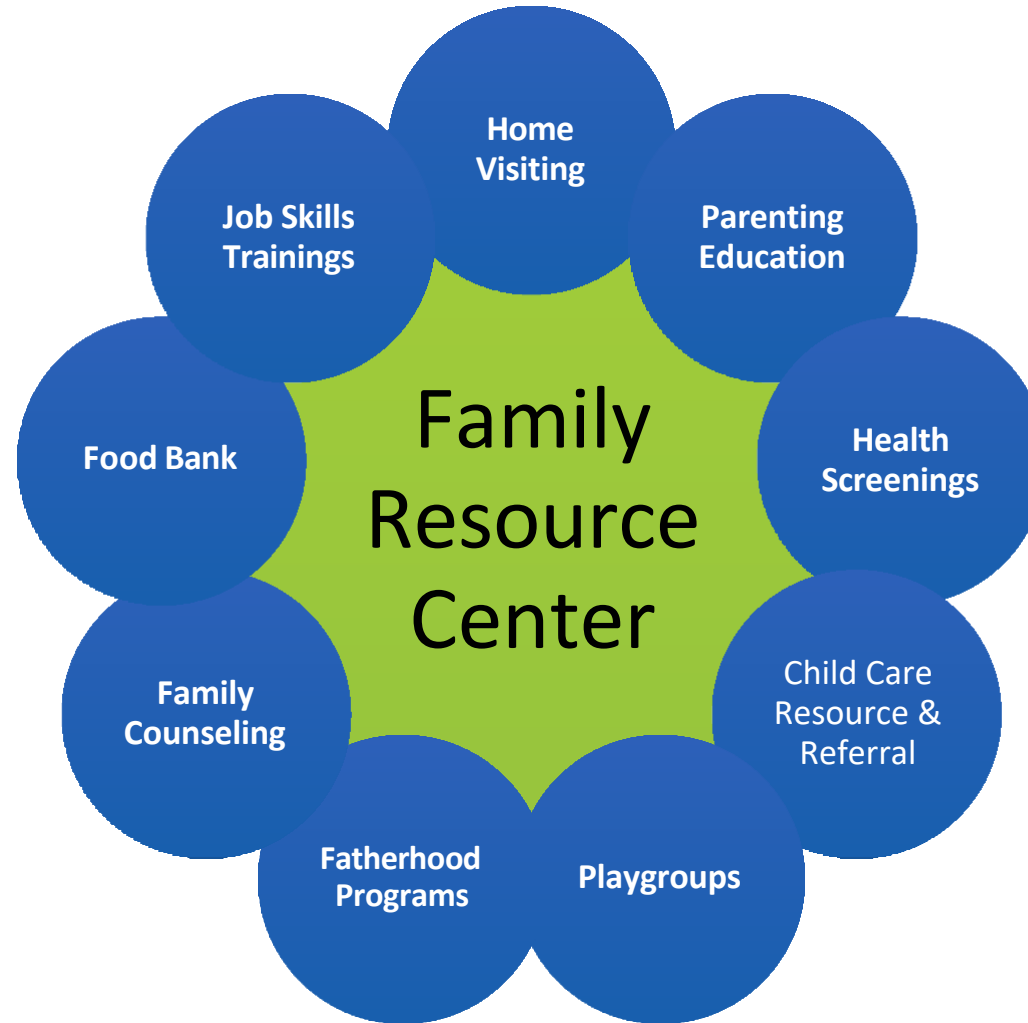 Home
Visiting
Parenting
Education
Health
Screenings
Child Care
Resource &
Referral
Playgroups
Fatherhood
Programs
Family
Counseling
Food Bank
Job Skills
Trainings
Family
Resource
Center